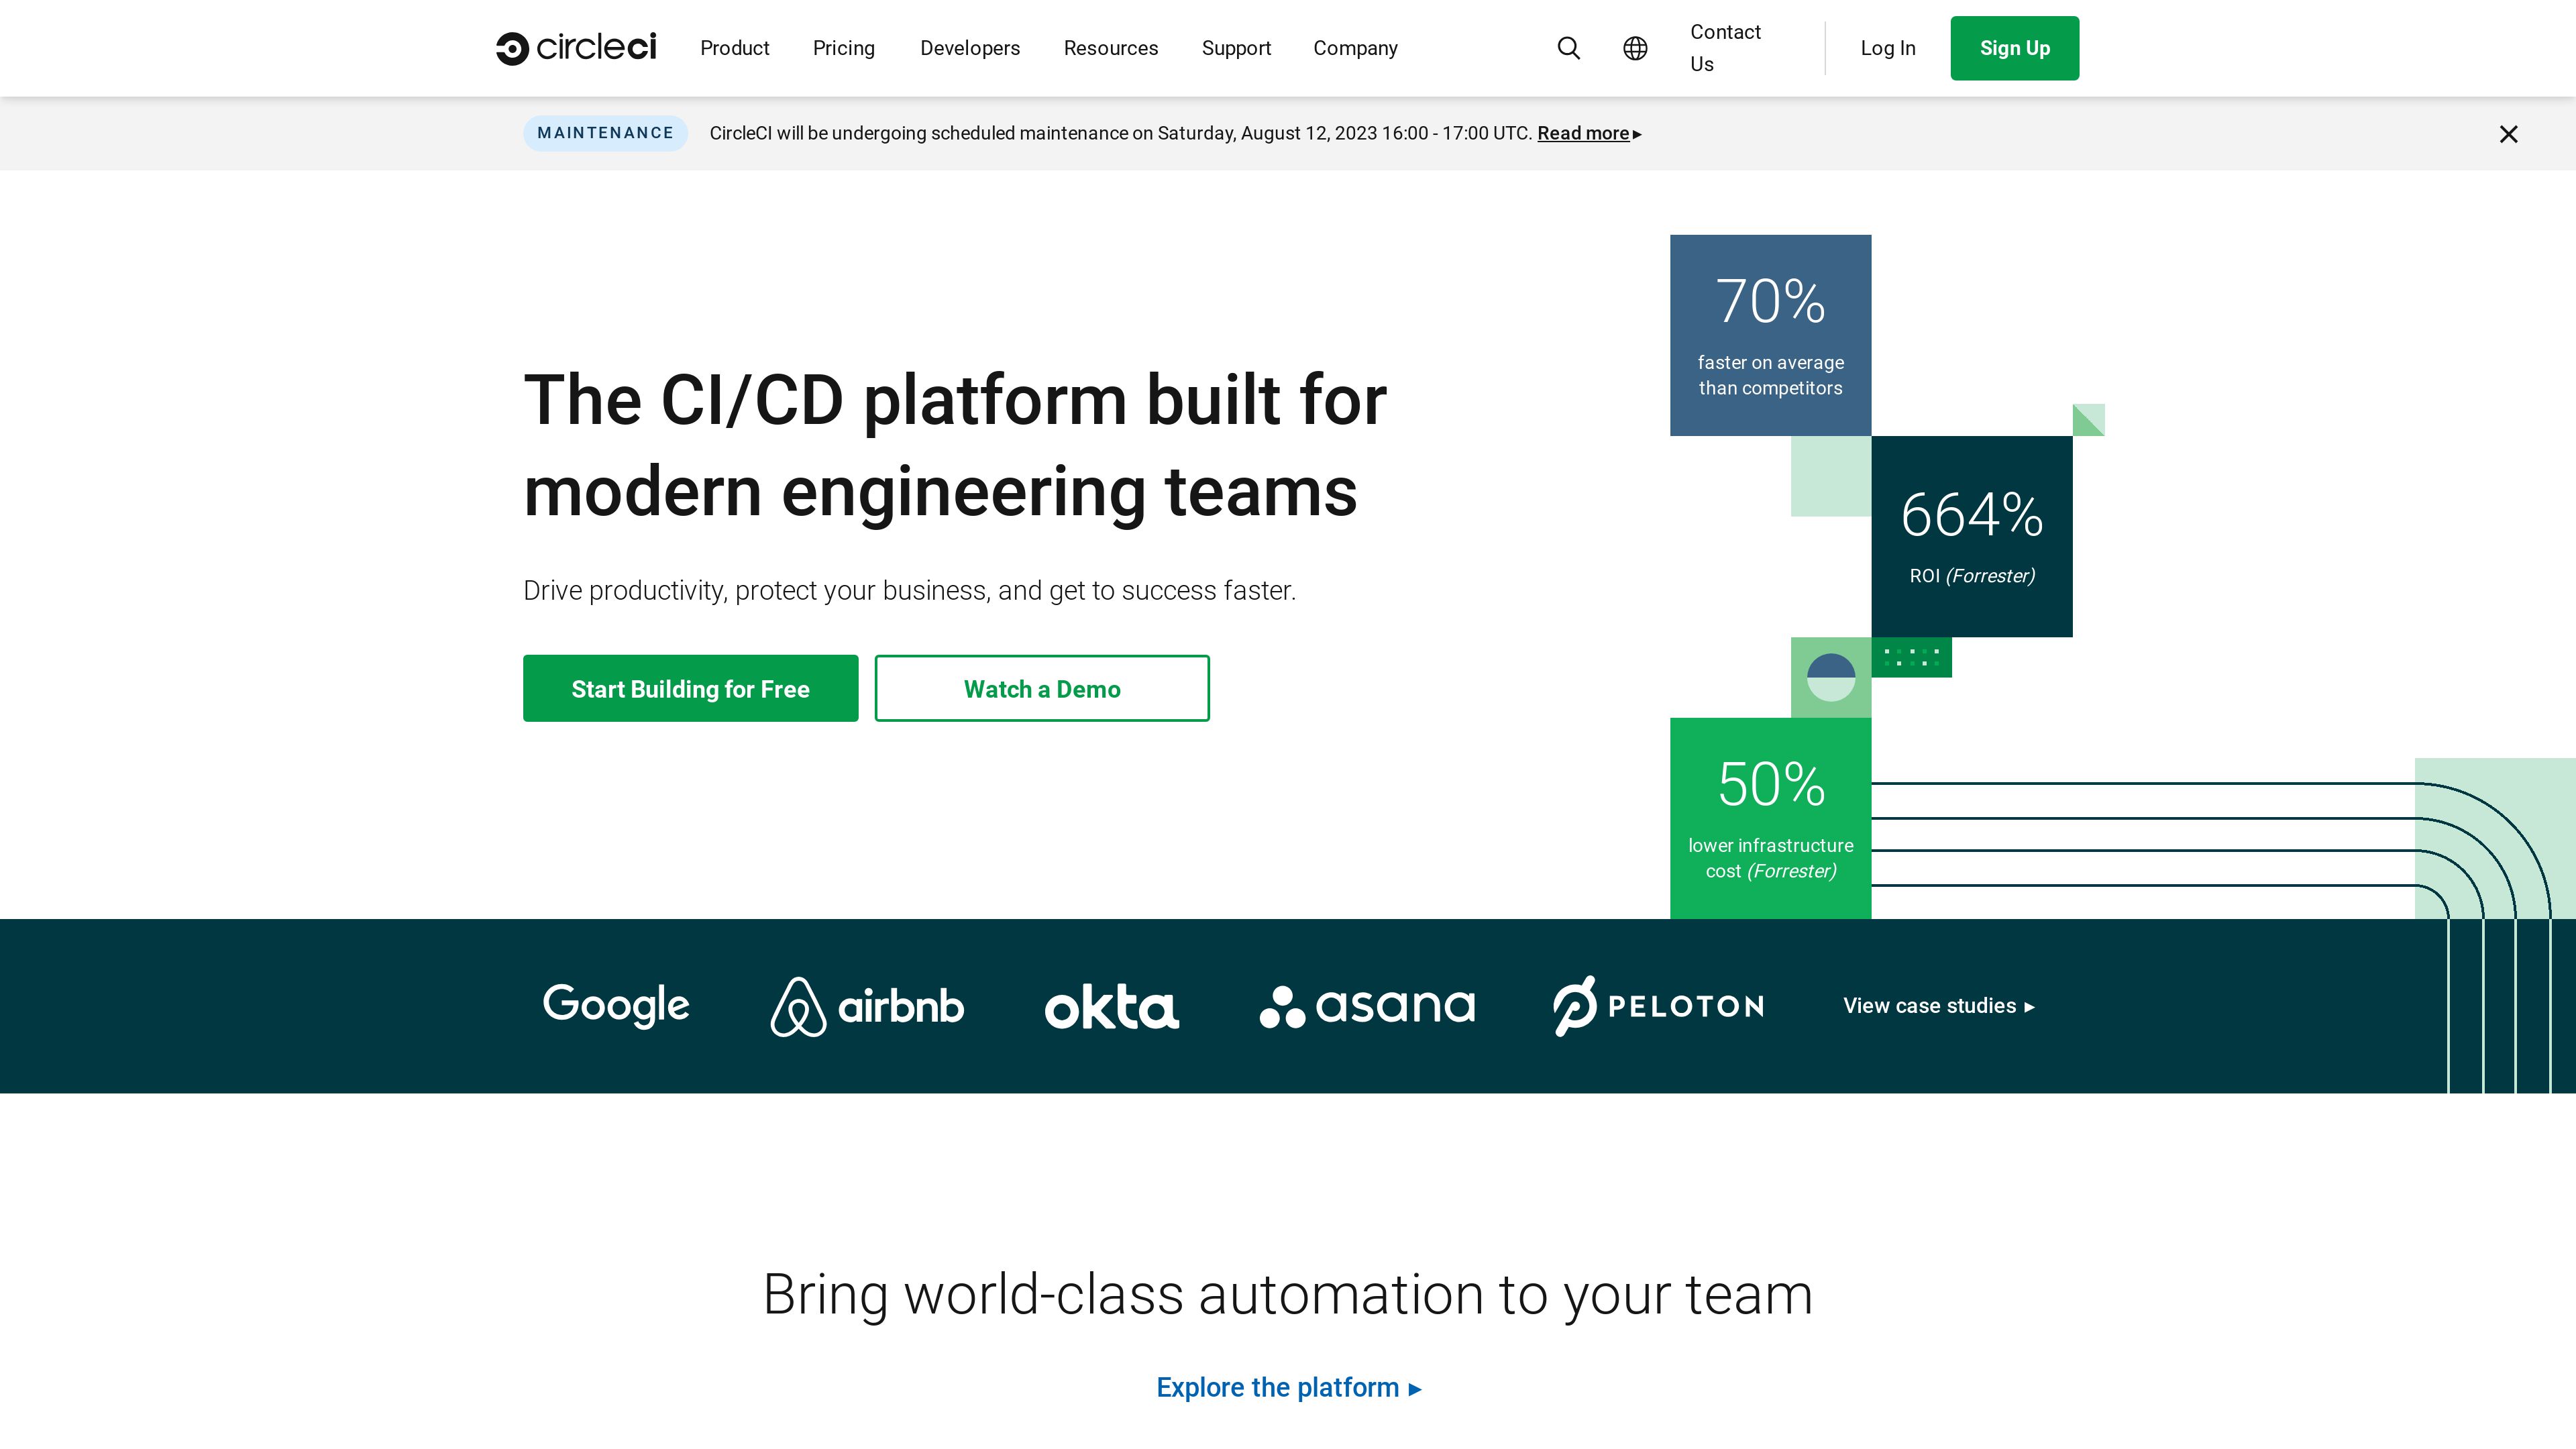 circleci
Product
Pricing
Developers
Resources
Support
Company
Contact
Us
Log In
Sign Up
MAINTENANCE
CircleCI will be undergoing scheduled maintenance on Saturday, August 12, 2023 16:00 - 17:00 UTC. Read more ▸
The CI/CD platform built for
modern engineering teams
Drive productivity, protect your business, and get to success faster.
Start Building for Free
Watch a Demo
70%
faster on average
than competitors
664%
ROI (Forrester)
50%
lower infrastructure
cost (Forrester)
Google
airbnb
okta
asana
PELOTON
View case studies ▸
Bring world-class automation to your team
Explore the platform ▸